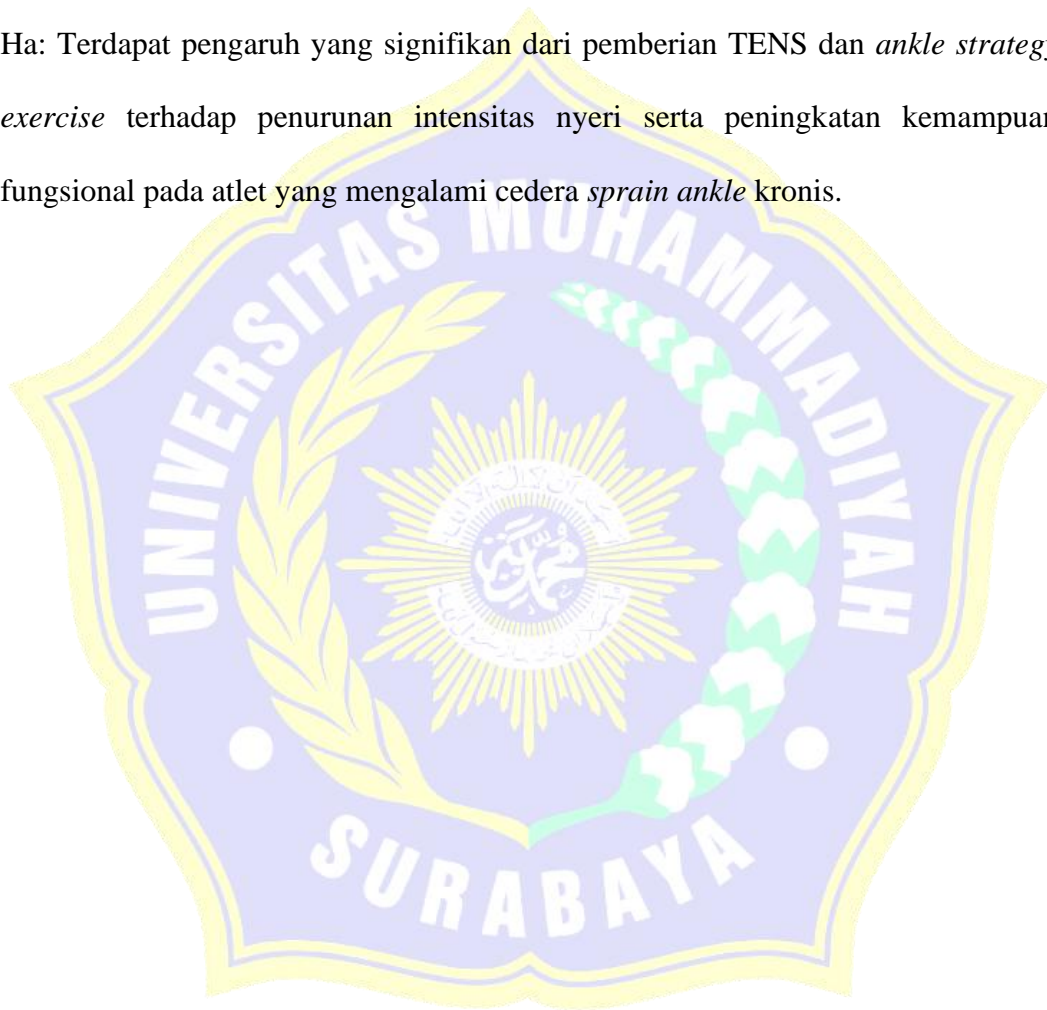 Ha: Terdapat pengaruh yang signifikan dari pemberian TENS dan ankle strategy
exercise terhadap penurunan intensitas nyeri serta peningkatan kemampuan
fungsional pada atlet yang mengalami cedera sprain ankle kronis.
UNIVERSITAS MUHAMMADIYAH
SURABAYA